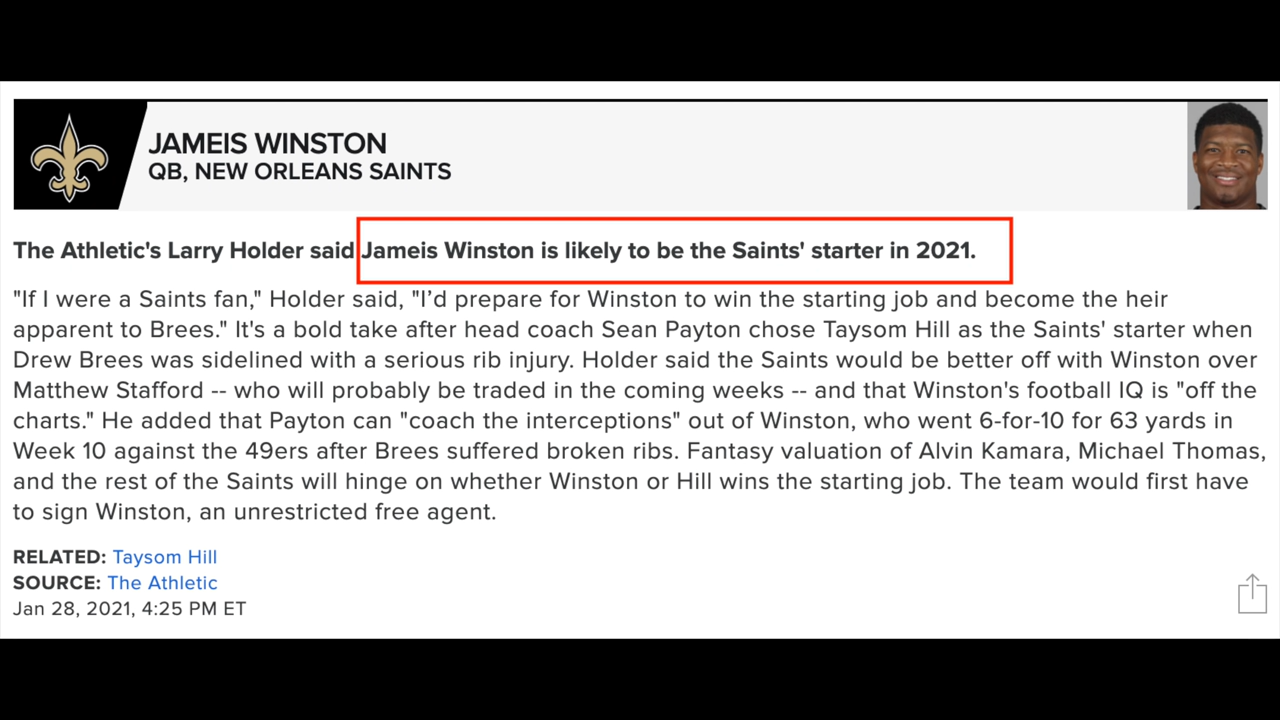 JAMEIS WINSTON
QB, NEW ORLEANS SAINTS
The Athletic's Larry Holder said Jameis Winston is likely to be the Saints' starter in 2021.
"If I were a Saints fan," Holder said, "I’d prepare for Winston to win the starting job and become the heir
apparent to Brees." It's a bold take after head coach Sean Payton chose Taysom Hill as the Saints' starter when
Drew Brees was sidelined with a serious rib injury. Holder said the Saints would be better off with Winston over
Matthew Stafford -- who will probably be traded in the coming weeks -- and that Winston's football IQ is "off the
charts." He added that Payton can "coach the interceptions" out of Winston, who went 6-for-10 for 63 yards in
Week 10 against the 49ers after Brees suffered broken ribs. Fantasy valuation of Alvin Kamara, Michael Thomas,
and the rest of the Saints will hinge on whether Winston or Hill wins the starting job. The team would first have
to sign Winston, an unrestricted free agent.
RELATED: Taysom Hill
SOURCE: The Athletic
Jan 28, 2021, 4:25 PM ET